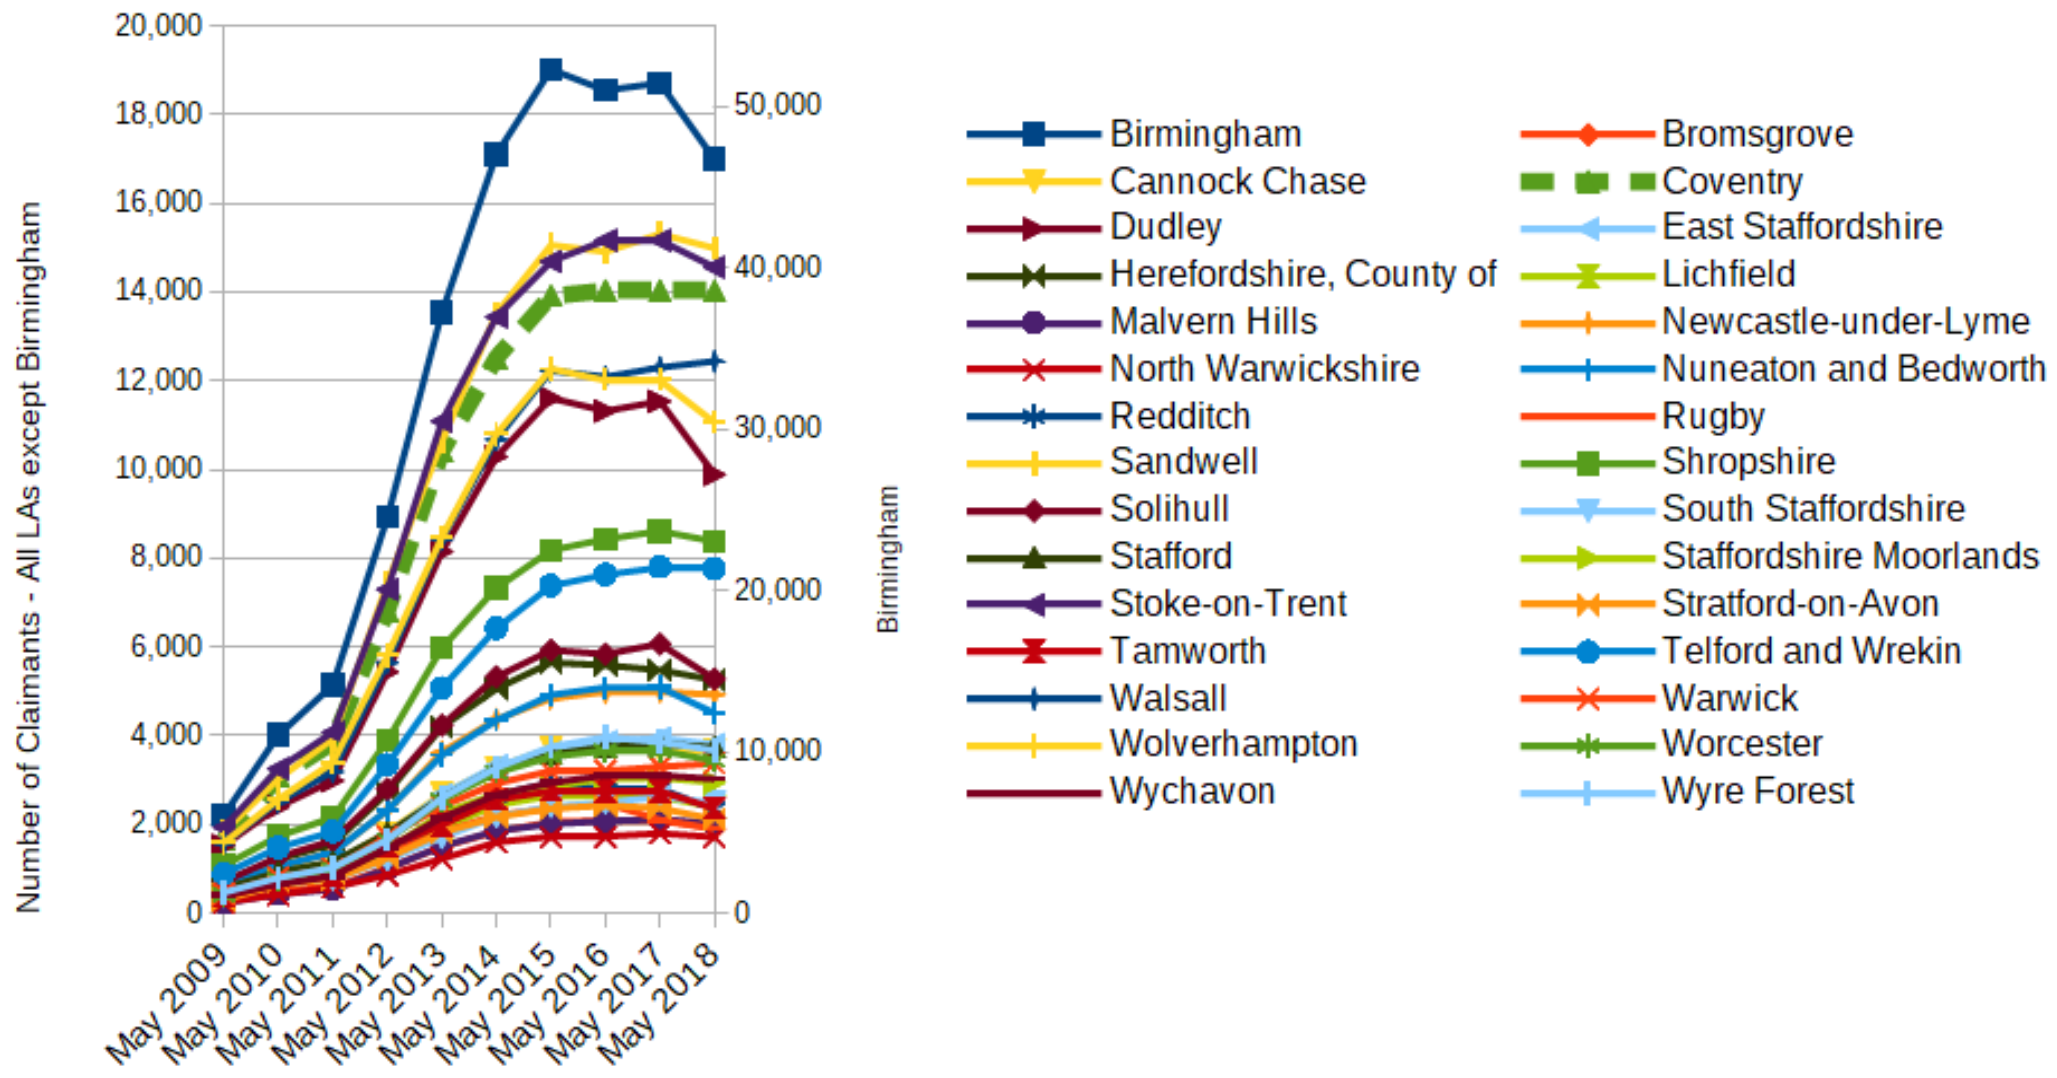 20,000
18,000
16,000
14,000
12,000
10,000
8,000
6,000
4,000
2,000
0
Number of Claimants - All LAs except Birmingham
50,000
40,000
30,000
20,000
10,000
0
Birmingham
May 2009
May 2010
May 2011
May 2012
May 2013
May 2014
May 2015
May 2016
May 2017
May 2018
Birmingham
Bromsgrove
Cannock Chase
Coventry
Dudley
East Staffordshire
Herefordshire, County of
Lichfield
Malvern Hills
Newcastle-under-Lyme
North Warwickshire
Nuneaton and Bedworth
Redditch
Rugby
Sandwell
Shropshire
Solihull
South Staffordshire
Stafford
Staffordshire Moorlands
Stoke-on-Trent
Stratford-on-Avon
Tamworth
Telford and Wrekin
Walsall
Warwick
Wolverhampton
Worcester
Wychavon
Wyre Forest